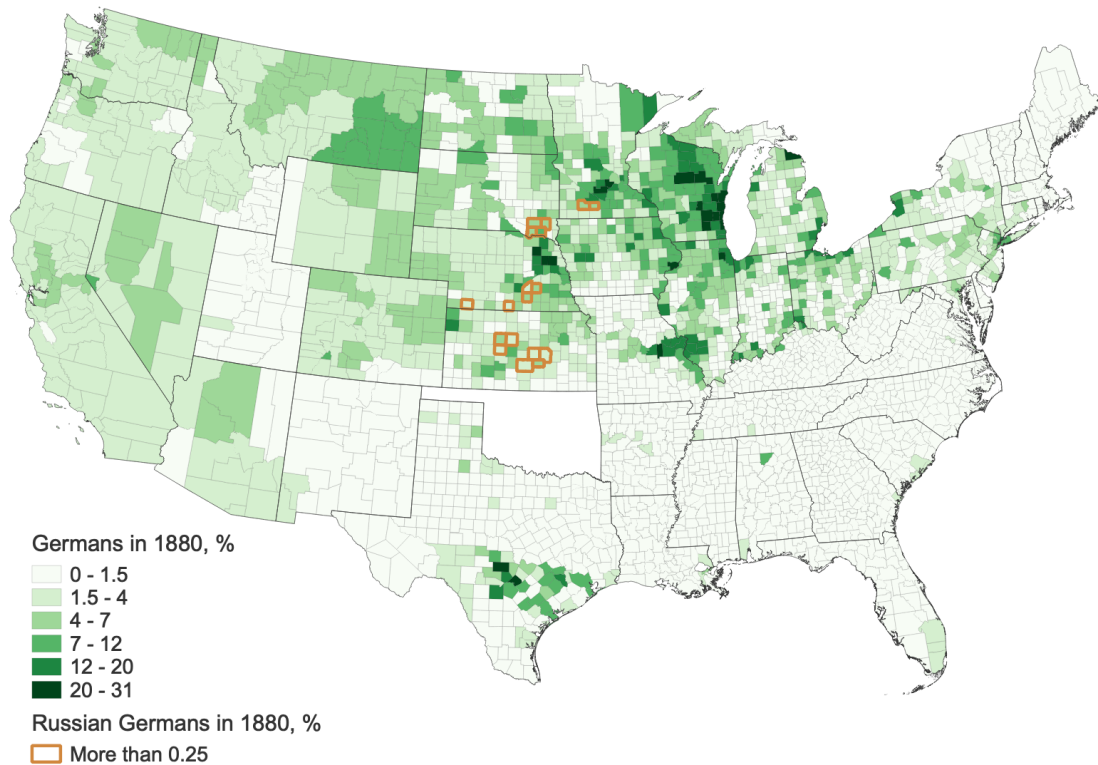 Germans in 1880, %
0 - 1.5
1.5 - 4
4 - 7
7 - 12
12 - 20
20 - 31
Russian Germans in 1880, %
More than 0.25